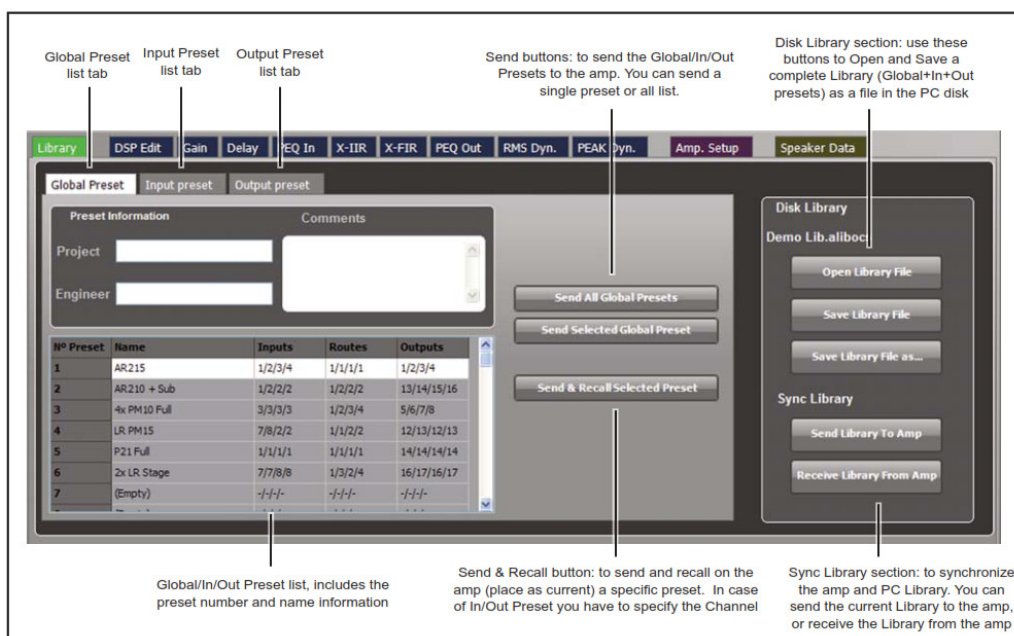 Global Preset
list tab
Input Preset
list tab
Output Preset
list tab
Send buttons: to send the Global/In/Out
Presets to the amp. You can send a
single preset or all list.
Disk Library section: use these
buttons to Open and Save a
complete Library (Global+In+Out
presets) as a file in the PC disk
Library DSP Edit Gain Delay PEQ In X-IIR X-FIR PEQ Out RMS Dyn. PEAK Dyn. Amp. Setup Speaker Data
Global Preset Input preset Output preset
Preset Information
Comments
Project
Engineer
Nº Preset Name Inputs Routes Outputs
1 AR215 1/2/3/4 1/1/1/1 1/2/3/4
2 AR210 + Sub 1/2/2/2 1/2/2/2 13/14/15/16
3 4x PM10 Full 3/3/3/3 1/2/3/4 5/6/7/8
4 LR PM15 7/8/2/2 1/1/2/2 12/13/12/13
5 P21 Full 1/1/1/1 1/1/1/1 14/14/14/14
6 2x LR Stage 7/7/8/8 1/3/2/4 16/17/16/17
7 (Empty) -/-/-/- -/-/-/- -/-/-/-
Send All Global Presets
Send Selected Global Preset
Send & Recall Selected Preset
Disk Library
Demo Lib.alibocs
Open Library File
Save Library File
Save Library File as...
Sync Library
Send Library To Amp
Receive Library From Amp
Global/In/Out Preset list, includes the
preset number and name information
Send & Recall button: to send and recall on the
amp (place as current) a specific preset. In case
of In/Out Preset you have to specify the Channel
Sync Library section: to synchronize
the amp and PC Library. You can
send the current Library to the amp,
or receive the Library from the amp